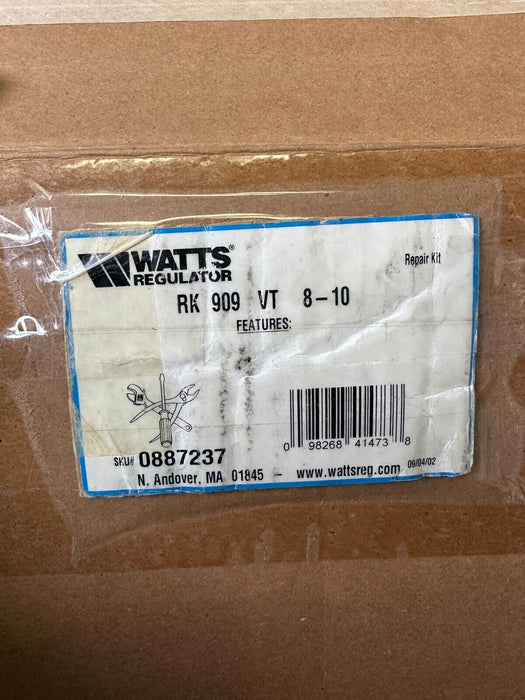 WATTS®
REGULATOR
Repair Kit
RK 909 VT 8-10
FEATURES:
0 98268 41473 8
SKU# 0887237
09/04/02
N. Andover, MA 01845 - www.wattsreg.com